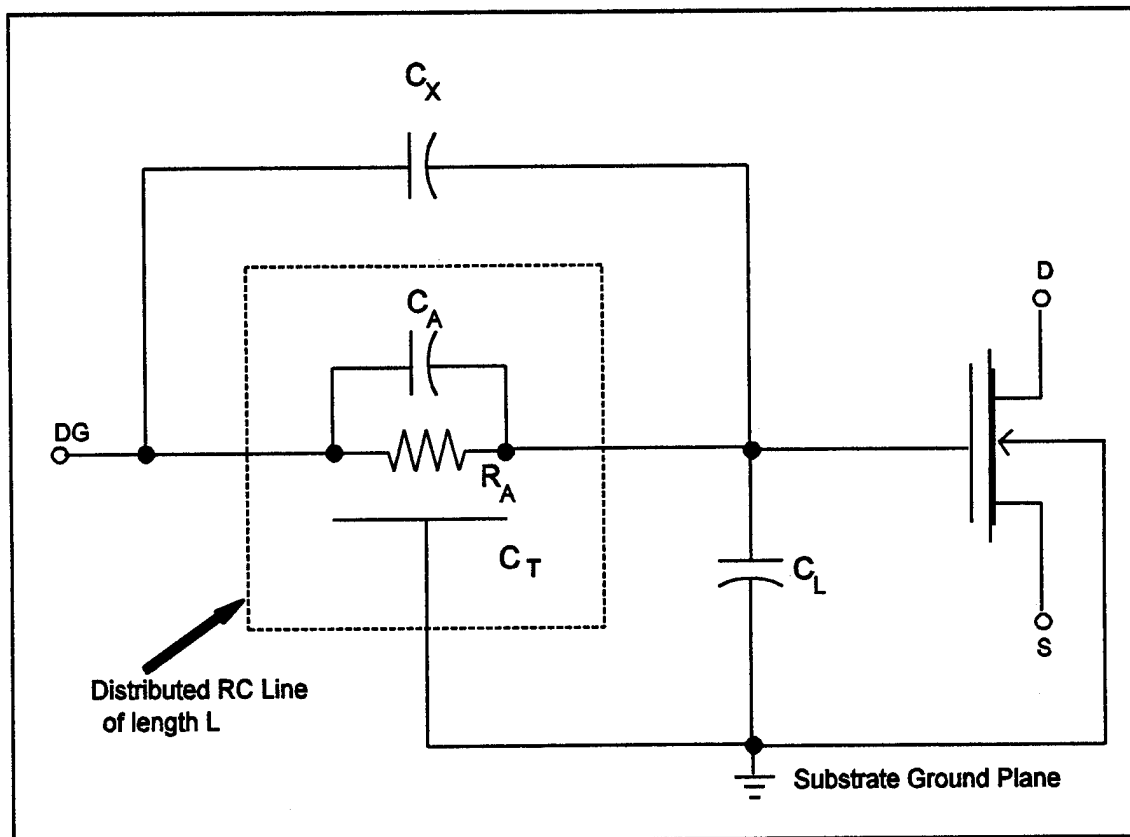 C_X
C_A
D
DG
R_A
C_T
C_L
S
Distributed RC Line
of length L
Substrate Ground Plane